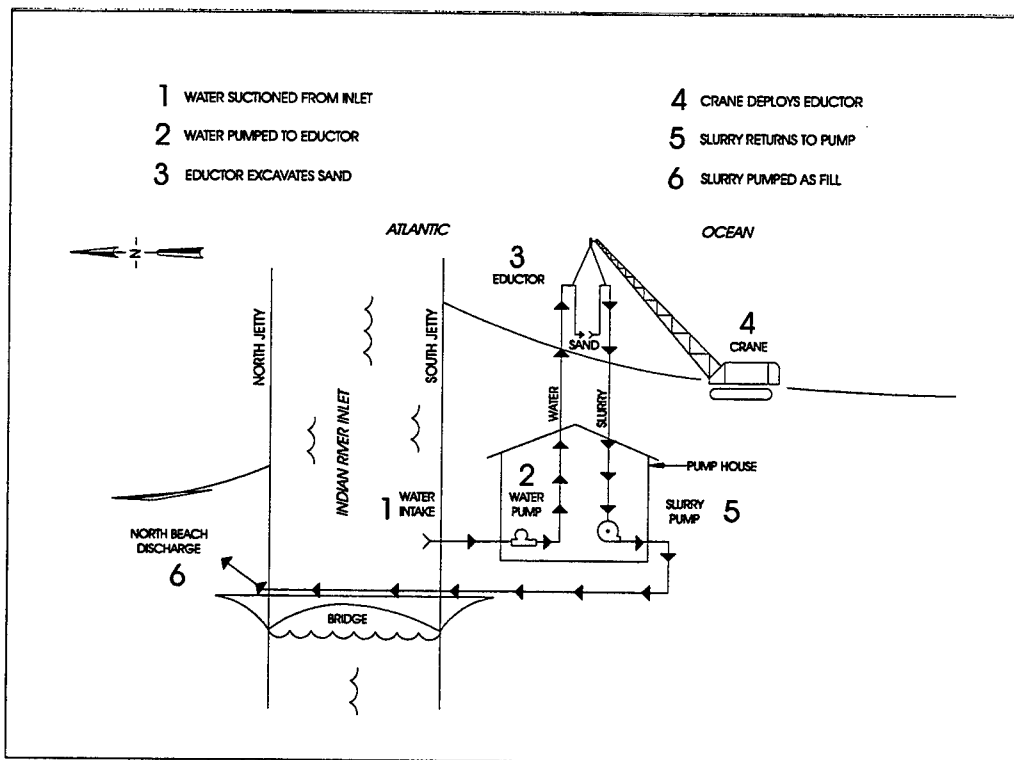 1 WATER SUCTIONED FROM INLET
2 WATER PUMPED TO EDUCTOR
3 EDUCTOR EXCAVATES SAND
4 CRANE DEPLOYS EDUCTOR
5 SLURRY RETURNS TO PUMP
6 SLURRY PUMPED AS FILL
ATLANTIC
OCEAN
N
3
EDUCTOR
SAND
4
CRANE
NORTH JETTY
INDIAN RIVER INLET
SOUTH JETTY
WATER
SLURRY
PUMP HOUSE
1 WATER
INTAKE
2
WATER
PUMP
SLURRY
PUMP 5
NORTH BEACH
DISCHARGE
6
BRIDGE